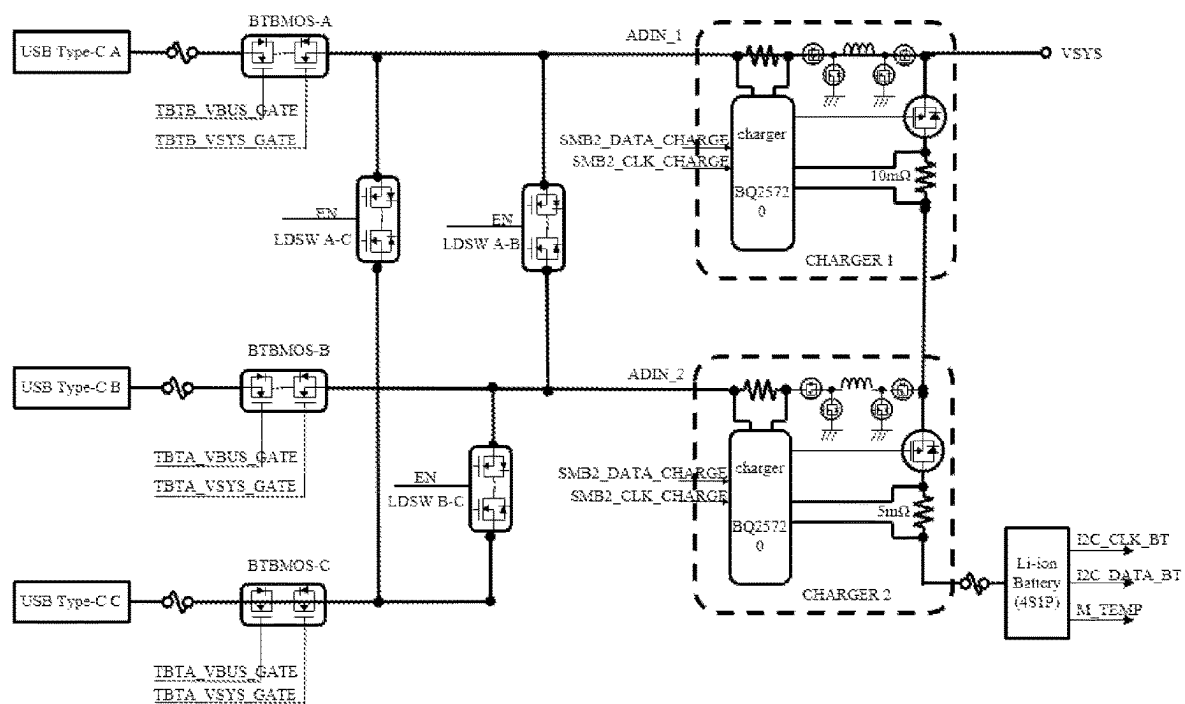 BTBMOS-A
USB Type-C A
ADIN_1
VSYS
TBTB_VBUS_GATE
TBTB_VSYS_GATE
charger
SMB2_DATA_CHARGE
SMB2_CLK_CHARGE
10mΩ
BQ2572
0
EN
LDSW A-C
EN
LDSW A-B
CHARGER 1
BTBMOS-B
USB Type-C B
ADIN_2
TBTA_VBUS_GATE
TBTA_VSYS_GATE
charger
SMB2_DATA_CHARGE
SMB2_CLK_CHARGE
EN
LDSW B-C
5mΩ
BQ2572
0
CHARGER 2
BTBMOS-C
USB Type-C C
Li-ion
Battery
(4S1P)
I2C_CLK_BT
I2C_DATA_BT
M_TEMP
TBTA_VBUS_GATE
TBTA_VSYS_GATE